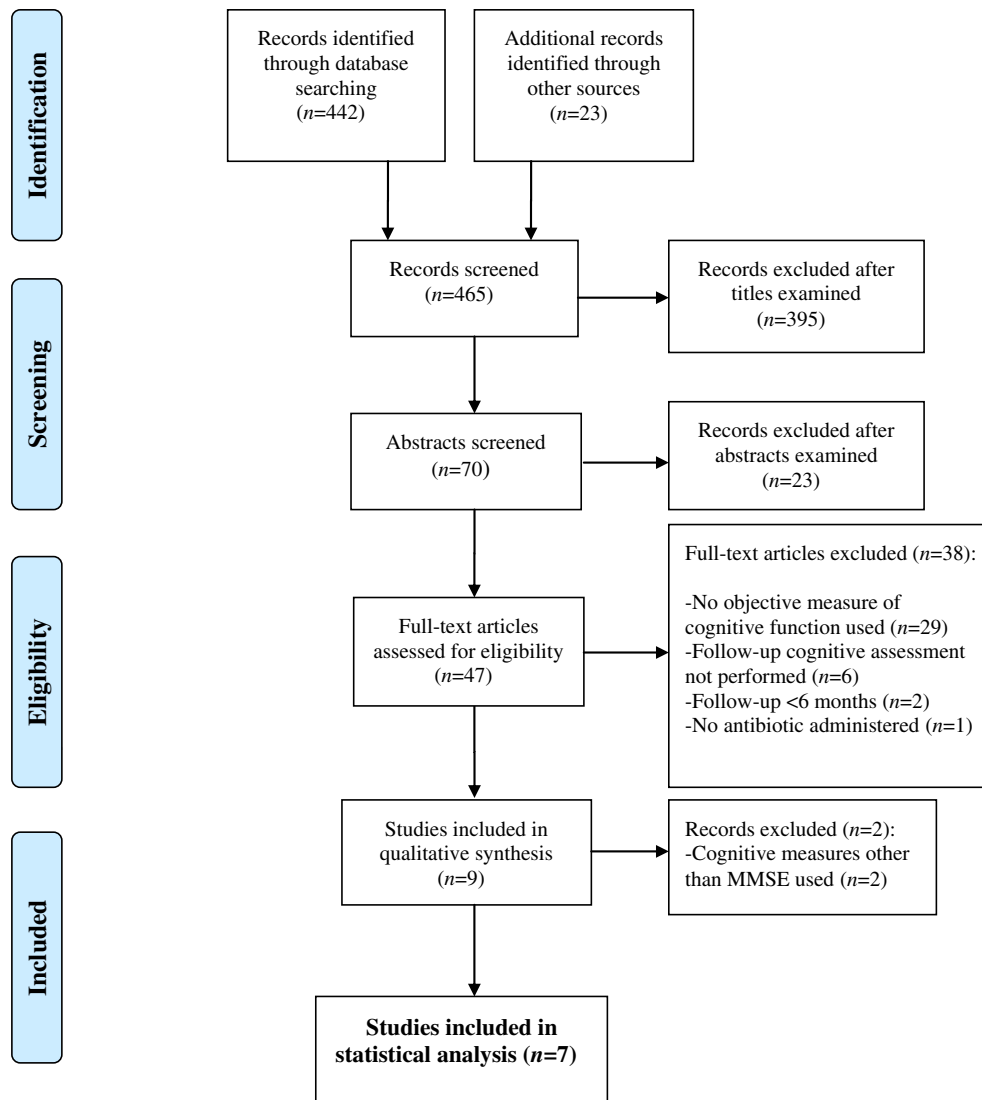 Identification
Records identified
through database
searching
(n=442)
Additional records
identified through
other sources
(n=23)
Screening
Records screened
(n=465)
Records excluded after
titles examined
(n=395)
Abstracts screened
(n=70)
Records excluded after
abstracts examined
(n=23)
Eligibility
Full-text articles
assessed for eligibility
(n=47)
Full-text articles excluded (n=38):
-No objective measure of
cognitive function used (n=29)
-Follow-up cognitive assessment
not performed (n=6)
-Follow-up <6 months (n=2)
-No antibiotic administered (n=1)
Included
Studies included in
qualitative synthesis
(n=9)
Records excluded (n=2):
-Cognitive measures other
than MMSE used (n=2)
Studies included in
statistical analysis (n=7)